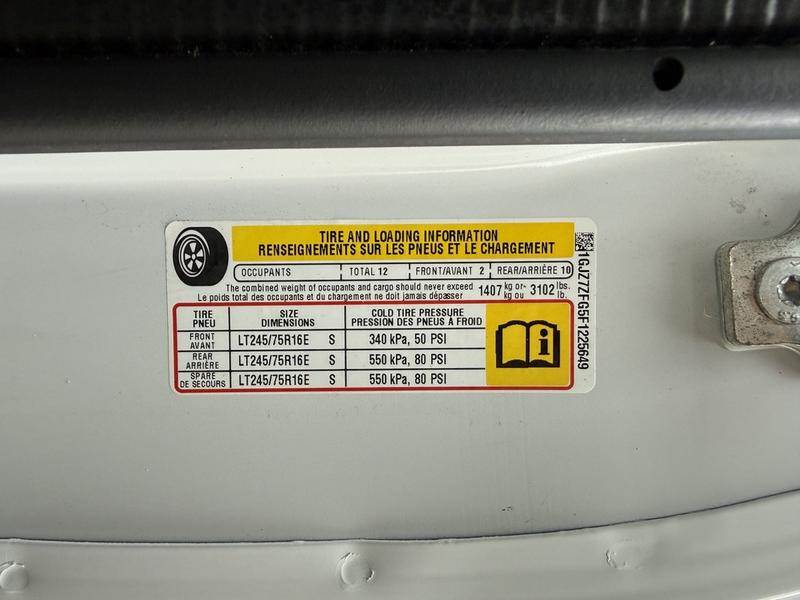 TIRE AND LOADING INFORMATION
RENSEIGNEMENTS SUR LES PNEUS ET LE CHARGEMENT
OCCUPANTS TOTAL 12 FRONT/AVANT 2 REAR/ARRIÈRE 10
The combined weight of occupants and cargo should never exceed 1407 kg or- 3102 lbs.
Le poids total des occupants et du chargement ne doit jamais dépasser kg ou lb.
TIRE SIZE COLD TIRE PRESSURE
PNEU DIMENSIONS PRESSION DES PNEUS À FROID
FRONT AVANT LT245/75R16E S 340 kPa, 50 PSI
REAR ARRIÈRE LT245/75R16E S 550 kPa, 80 PSI
SPARE DE SECOURS LT245/75R16E S 550 kPa, 80 PSI
i
1GJ77ZFG5F1225649